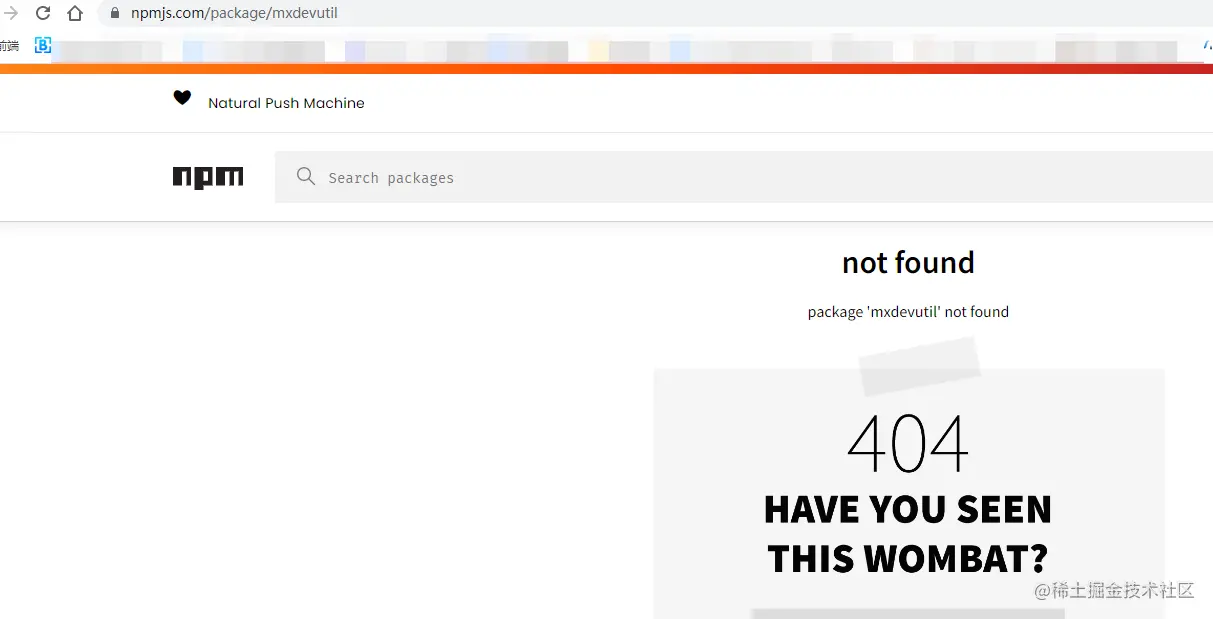 npmjs.com/package/mxdevutil
前端
Natural Push Machine
npm
Search packages
not found
package 'mxdevutil' not found
404
HAVE YOU SEEN
THIS WOMBAT?
@稀土掘金技术社区